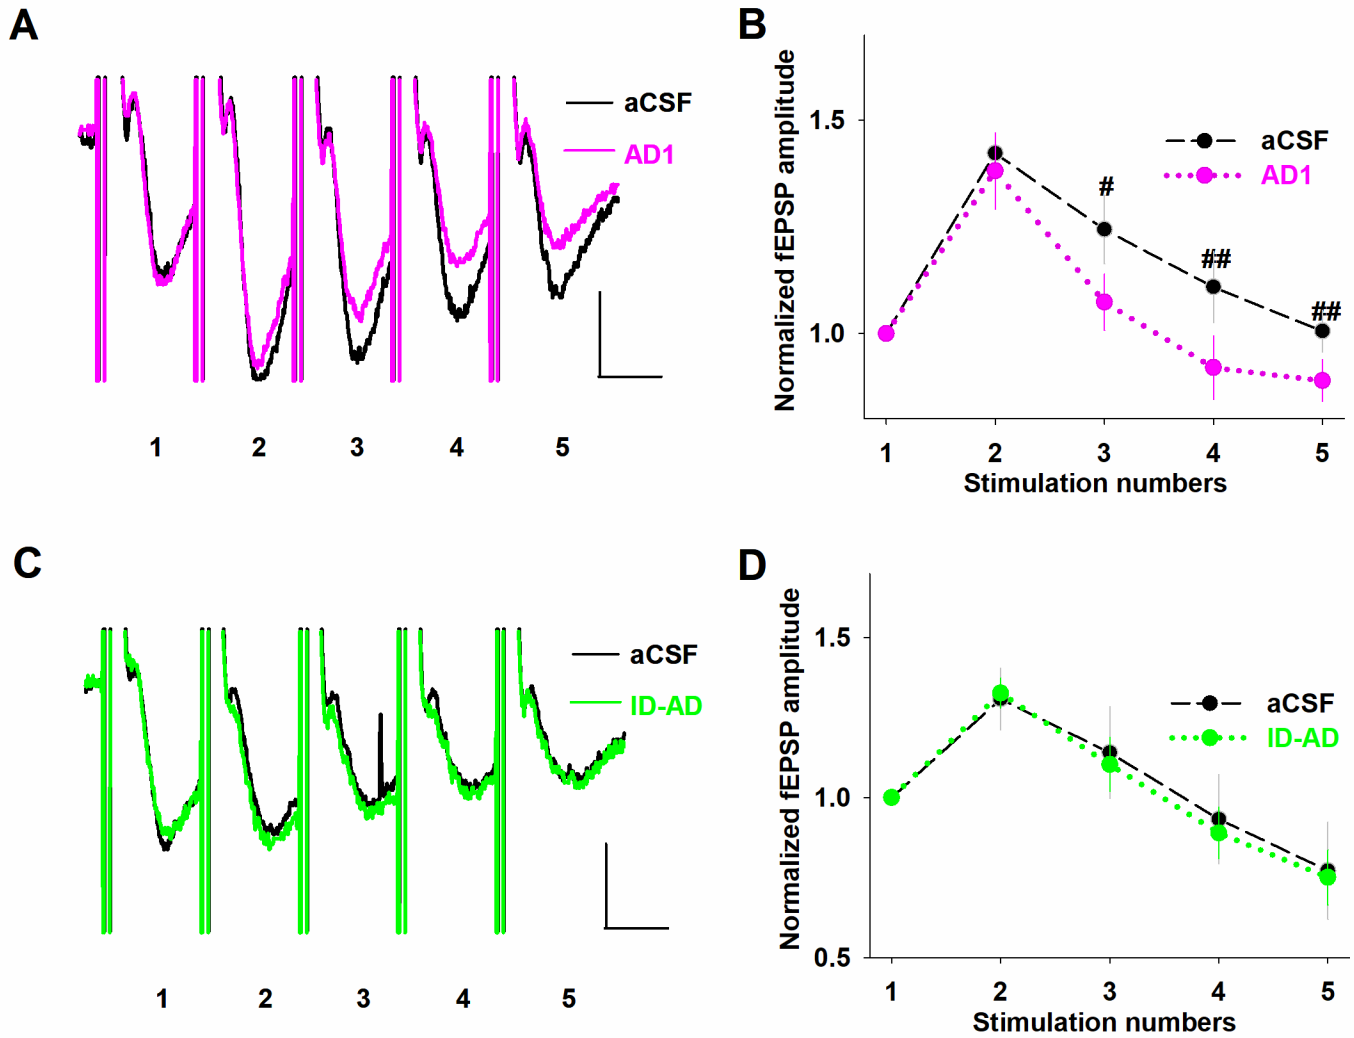 A
aCSF
AD1
1 2 3 4 5
B
Normalized fEPSP amplitude
1.5
1.0
aCSF
AD1
#
##
##
1 2 3 4 5
Stimulation numbers
C
aCSF
ID-AD
1 2 3 4 5
D
Normalized fEPSP amplitude
1.5
1.0
0.5
aCSF
ID-AD
1 2 3 4 5
Stimulation numbers